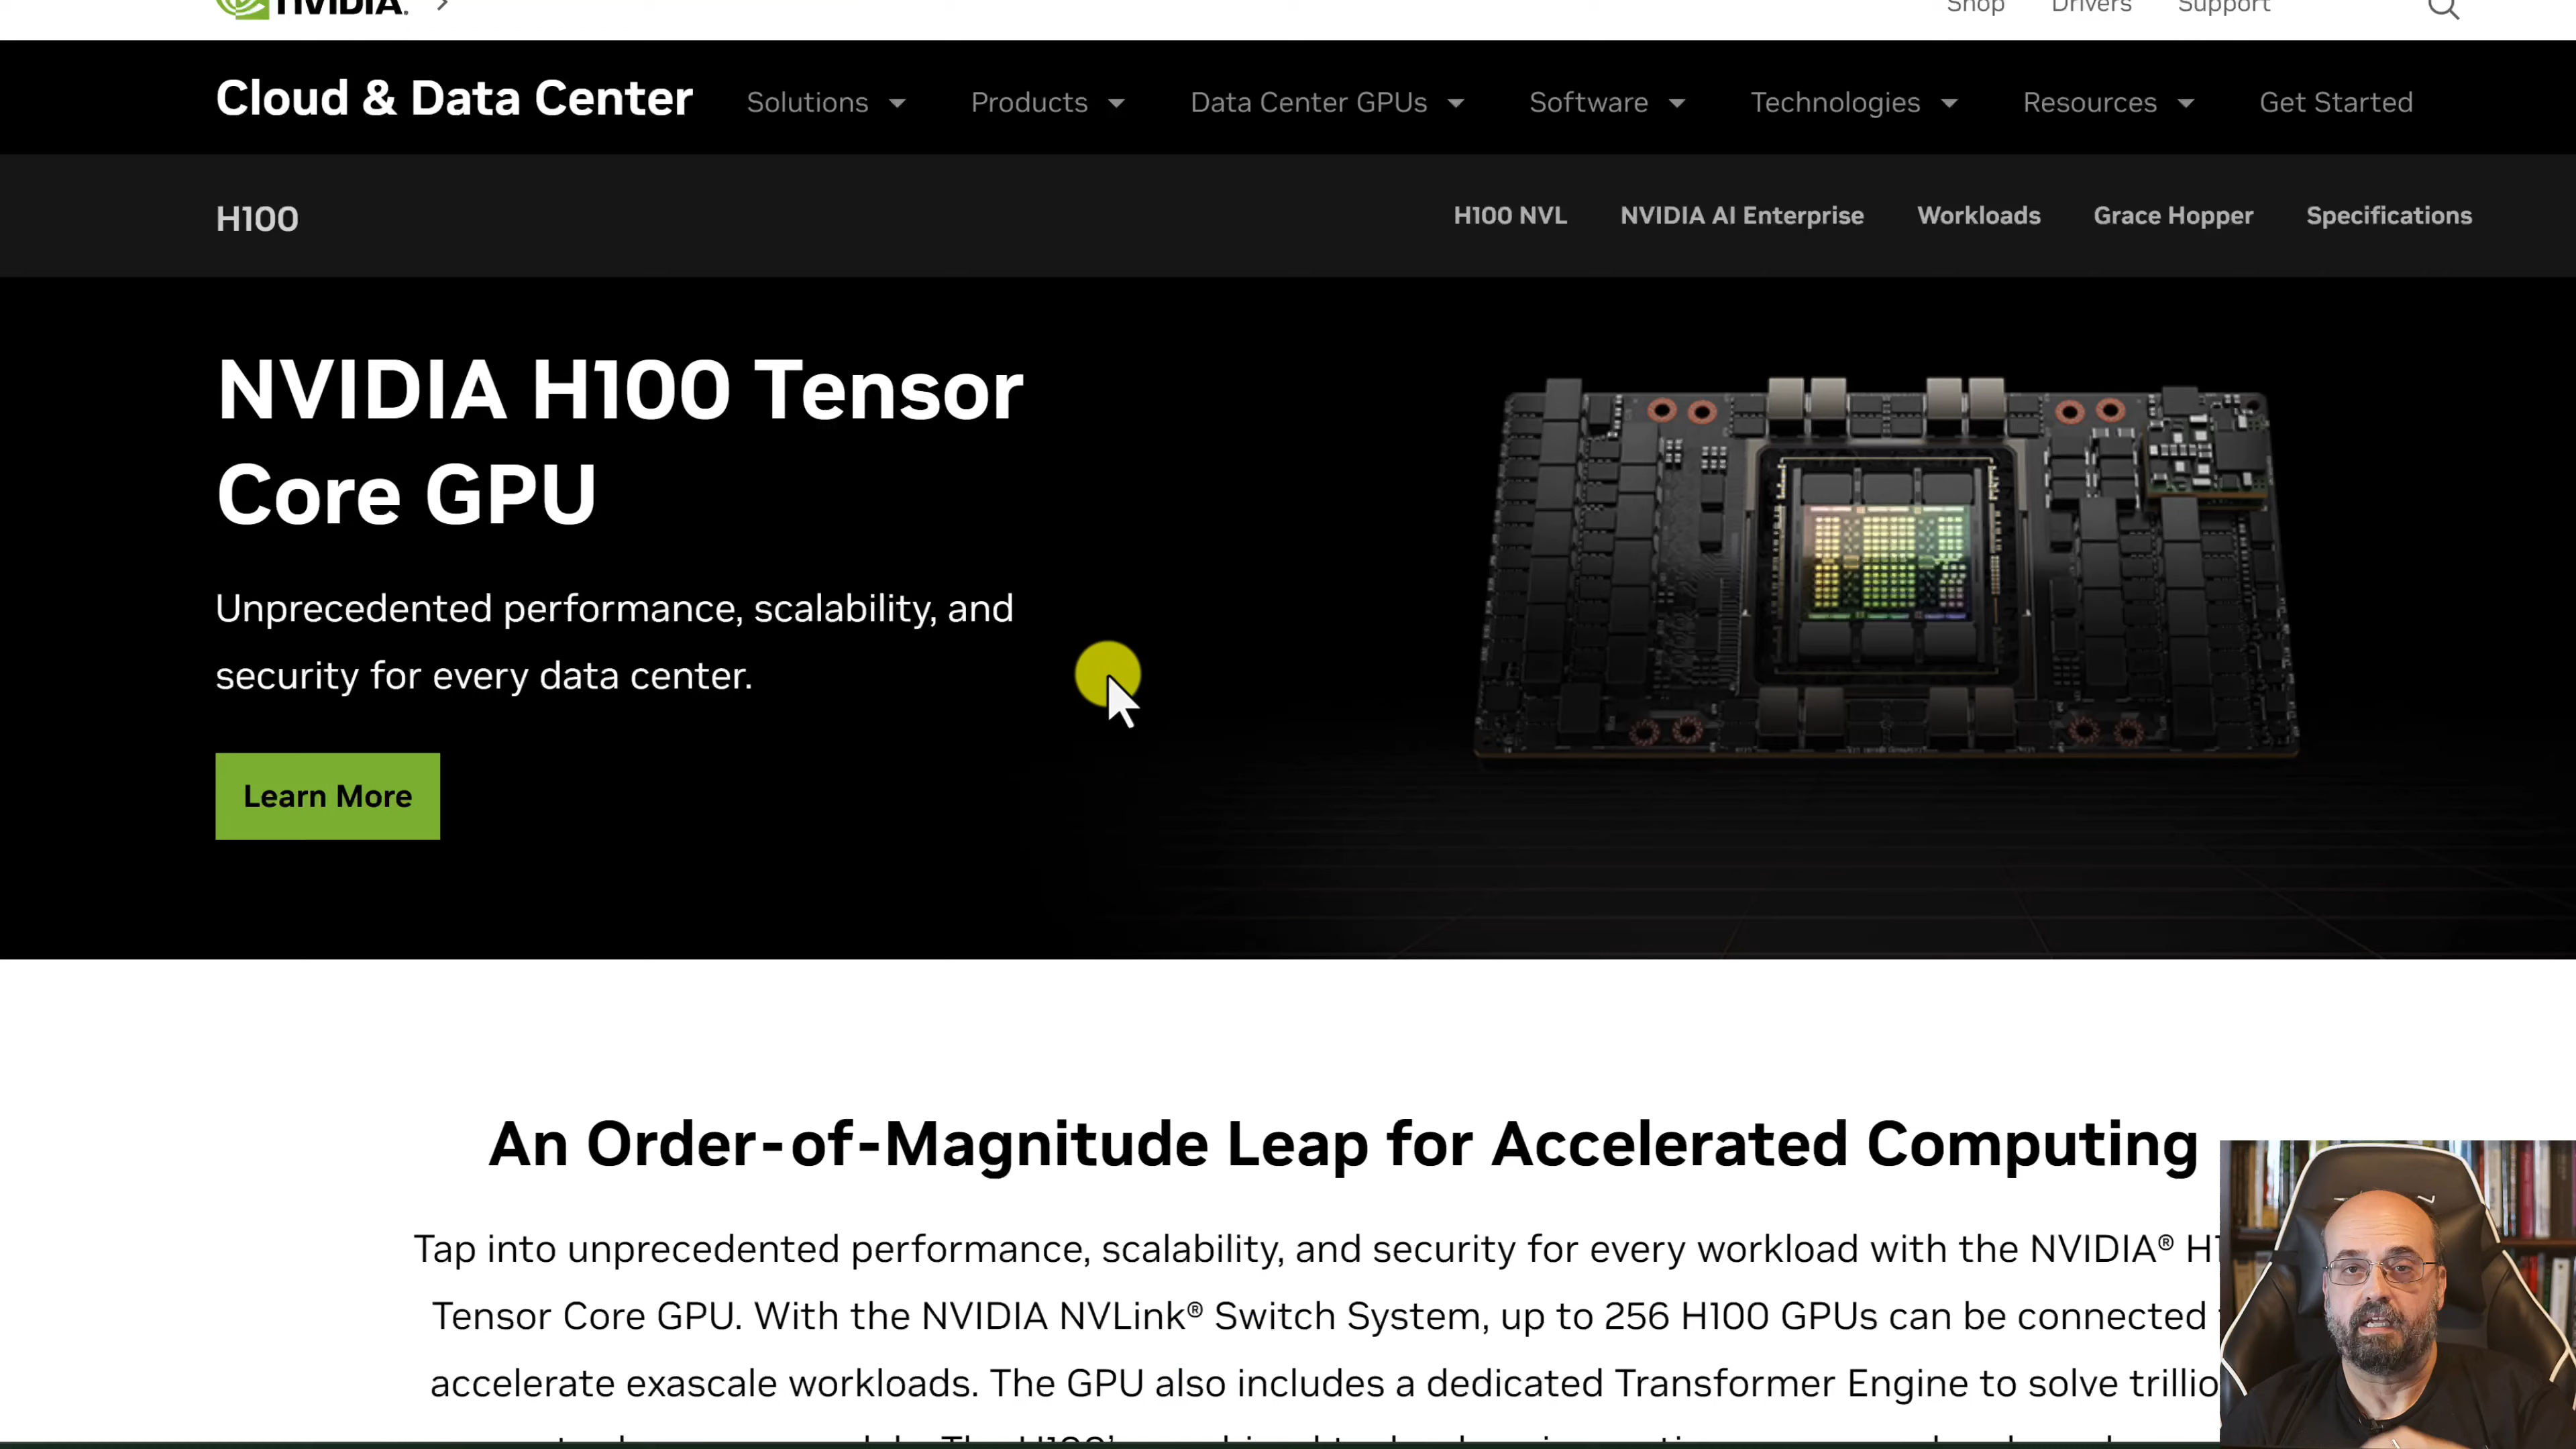 NVIDIA.
Shop Drivers Support
Cloud & Data Center Solutions Products Data Center GPUs Software Technologies Resources Get Started
H100 H100 NVL NVIDIA AI Enterprise Workloads Grace Hopper Specifications
NVIDIA H100 Tensor
Core GPU
Unprecedented performance, scalability, and
security for every data center.
Learn More
An Order-of-Magnitude Leap for Accelerated Computing
Tap into unprecedented performance, scalability, and security for every workload with the NVIDIA®
Tensor Core GPU. With the NVIDIA NVLink® Switch System, up to 256 H100 GPUs can be connected
accelerate exascale workloads. The GPU also includes a dedicated Transformer Engine to solve